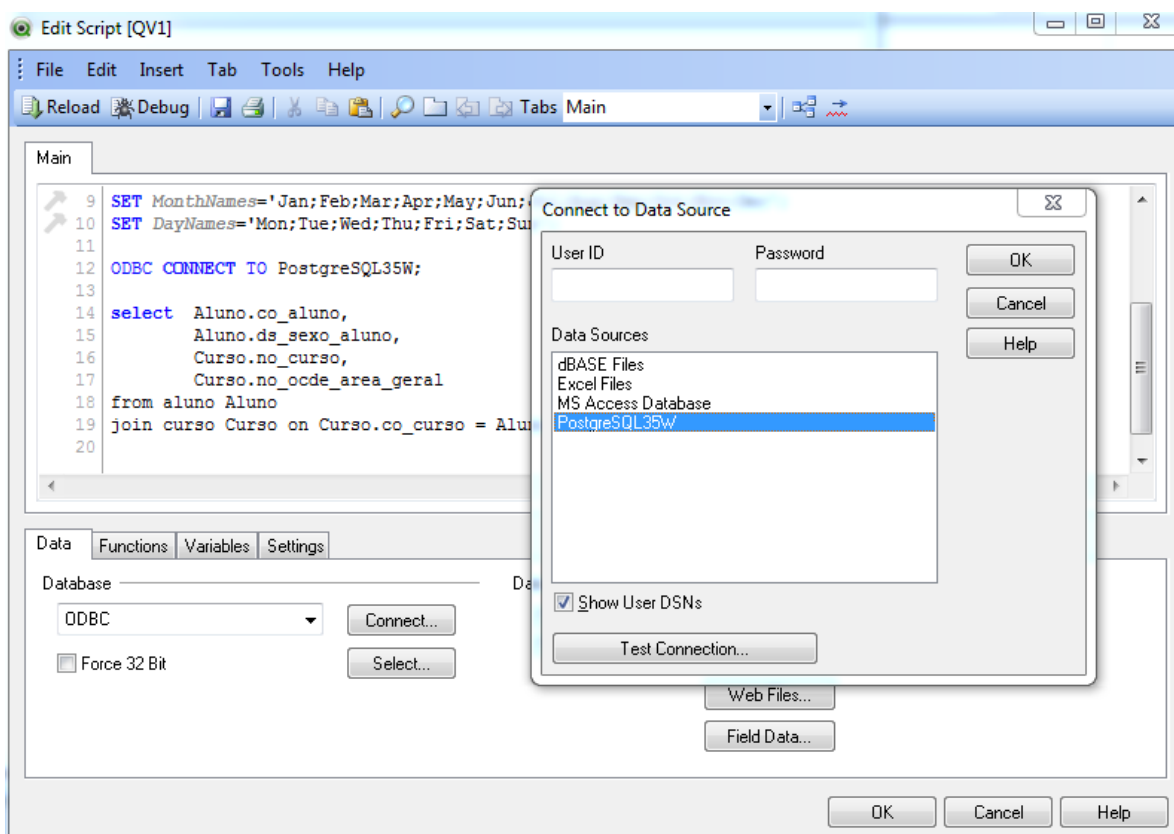 Edit Script [QV1]
File Edit Insert Tab Tools Help
Reload Debug Tabs Main
Main
9 SET MonthNames='Jan;Feb;Mar;Apr;May;Jun;
10 SET DayNames='Mon;Tue;Wed;Thu;Fri;Sat;Sun
11
12 ODBC CONNECT TO PostgreSQL35W;
13
14 select Aluno.co_aluno,
15 Aluno.ds_sexo_aluno,
16 Curso.no_curso,
17 Curso.no_ocde_area_geral
18 from aluno Aluno
19 join curso Curso on Curso.co_curso = Alu
20
Connect to Data Source
User ID Password
OK
Cancel
Help
Data Sources
dBASE Files
Excel Files
MS Access Database
PostgreSQL35W
Show User DSNs
Test Connection...
Data Functions Variables Settings
Database Da
ODBC Connect...
Force 32 Bit Select...
Web Files...
Field Data...
OK Cancel Help